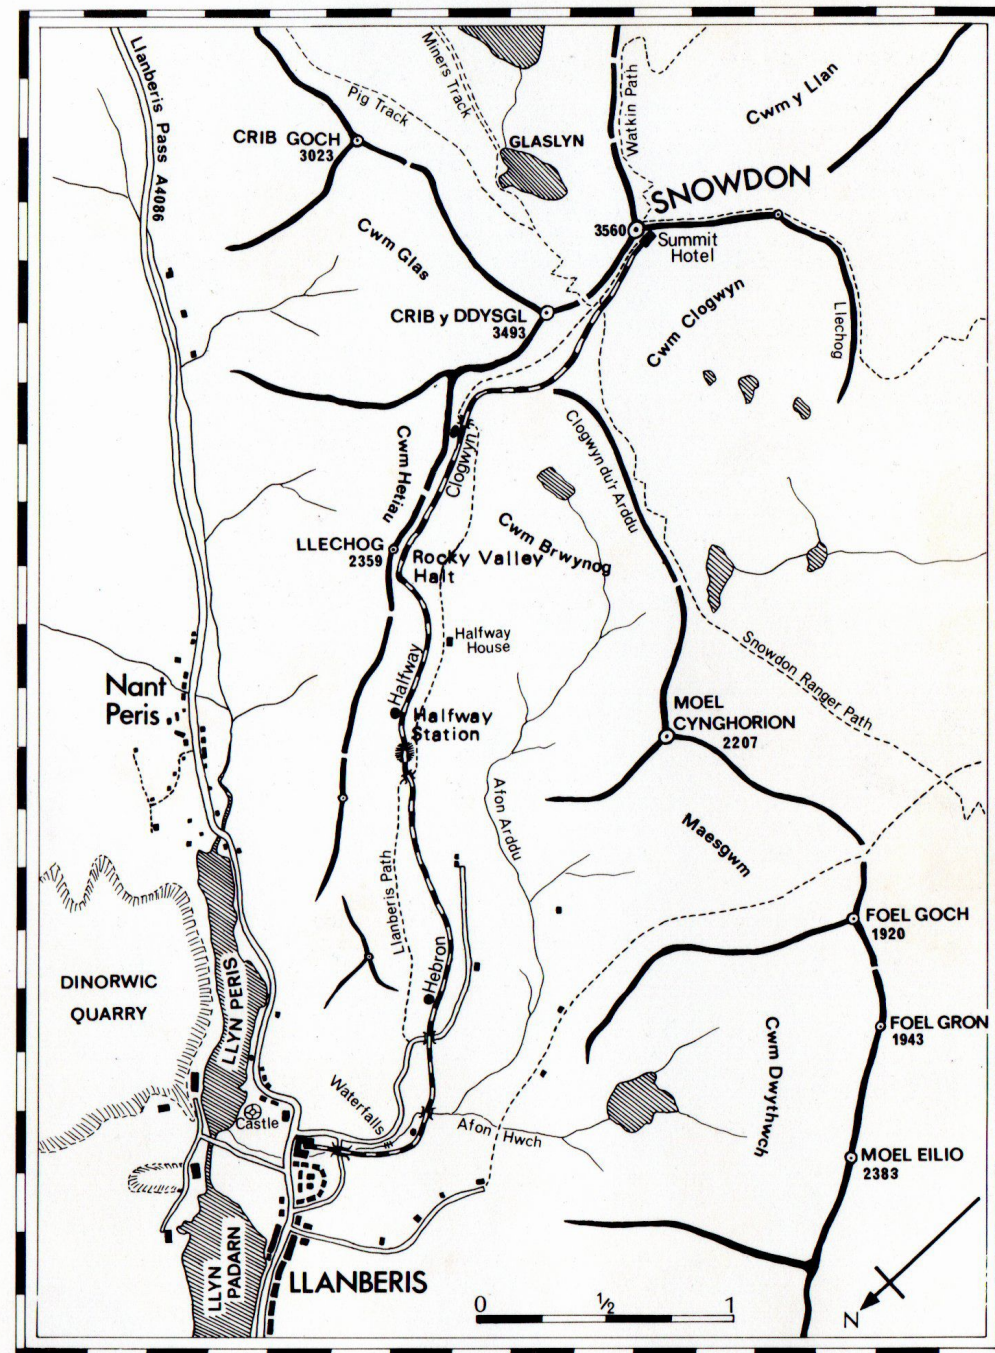 Llanberis Pass A4086
Pig Track
Miners Track
Watkin Path
Cwm y Llan
CRIB GOCH
3023
GLASLYN
SNOWDON
3560
Summit
Hotel
Cwm Glas
CRIB y DDYSGL
3493
Cwm Clogwyn
Llechog
Clogwyn
Clogwyn du'r Arddu
Cwm Hetiau
Cwm Brwynog
LLECHOG
2359
Rocky Valley
Halt
Halfway
House
Snowdon Ranger Path
Nant
Peris
Halfway
Halfway
Station
MOEL
CYNGHORION
2207
Afon Arddu
Maesgwm
Llanberis Path
FOEL GOCH
1920
Hebron
DINORWIC
QUARRY
LLYN PERIS
FOEL GRON
1943
Cwm Dwythwch
Waterfalls
Castle
Afon Hwch
MOEL EILIO
2383
LLYN
PADARN
LLANBERIS
0 1/2 1
N